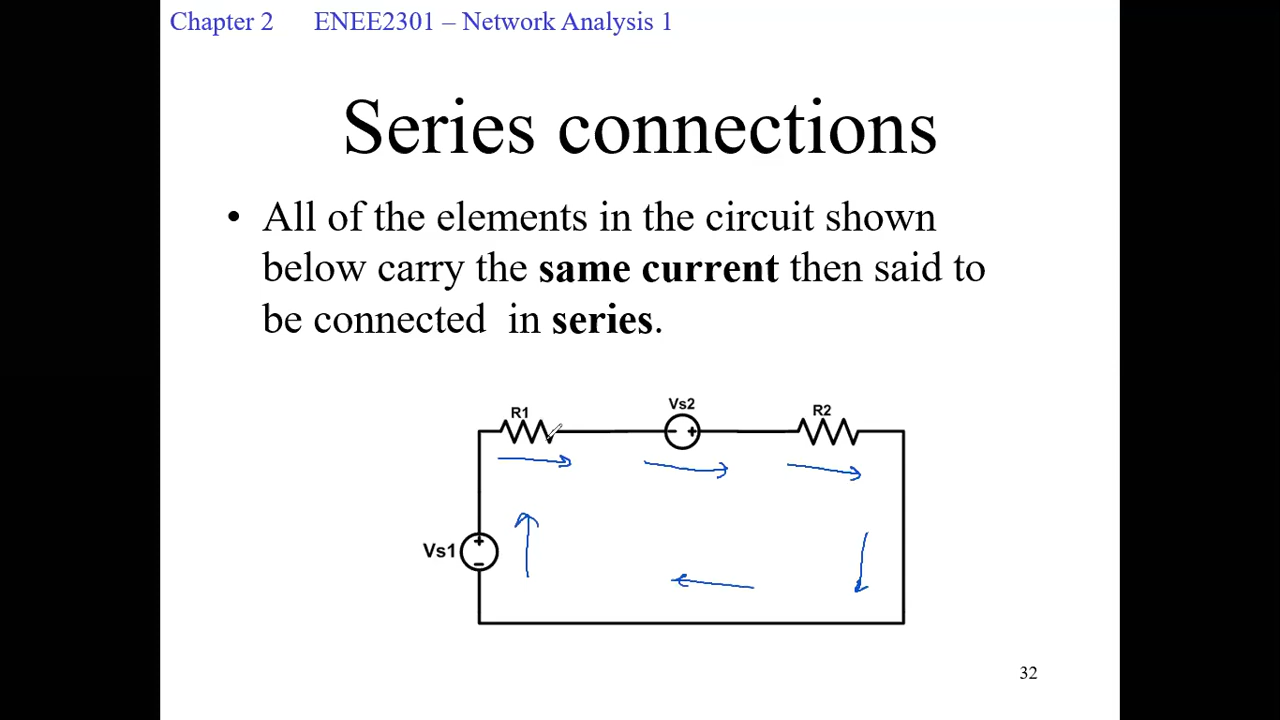 Chapter 2 ENEE2301 – Network Analysis 1
Series connections
• All of the elements in the circuit shown
below carry the same current then said to
be connected in series.
R1
Vs2
R2
+
Vs1
+
32